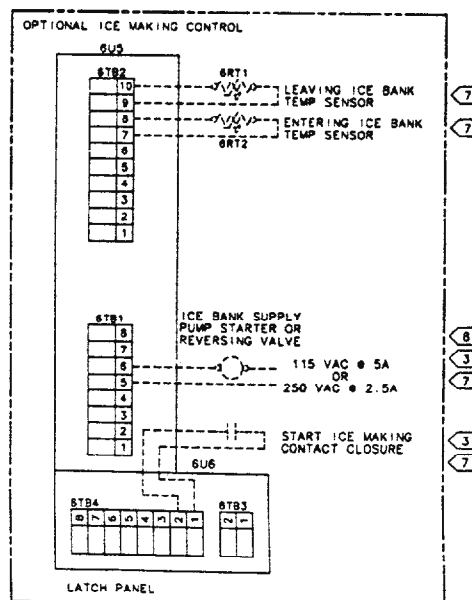 OPTIONAL ICE MAKING CONTROL
6U5
6TB2
10
9
8
7
6
5
4
3
2
1
6RT1
LEAVING ICE BANK
TEMP SENSOR
7
ENTERING ICE BANK
TEMP SENSOR
7
6RT2
6TB1
8
7
6
5
4
3
2
1
ICE BANK SUPPLY
PUMP STARTER OR
REVERSING VALVE
115 VAC @ 5A
OR
250 VAC @ 2.5A
6
3
7
START ICE MAKING
CONTACT CLOSURE
3
7
6U6
6TB4
8 7 6 5 4 3 2 1
6TB3
2 1
LATCH PANEL